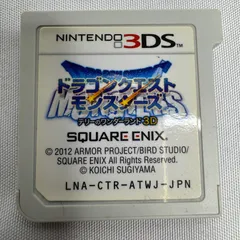 NINTENDO 3DS
ドラゴンクエスト
モンスターズ
MONSTERS
テリーのワンダーランド3D
SQUARE ENIX
© 2012 ARMOR PROJECT/BIRD STUDIO/
SQUARE ENIX All Rights Reserved.
© KOICHI SUGIYAMA
LNA-CTR-ATWJ-JPN